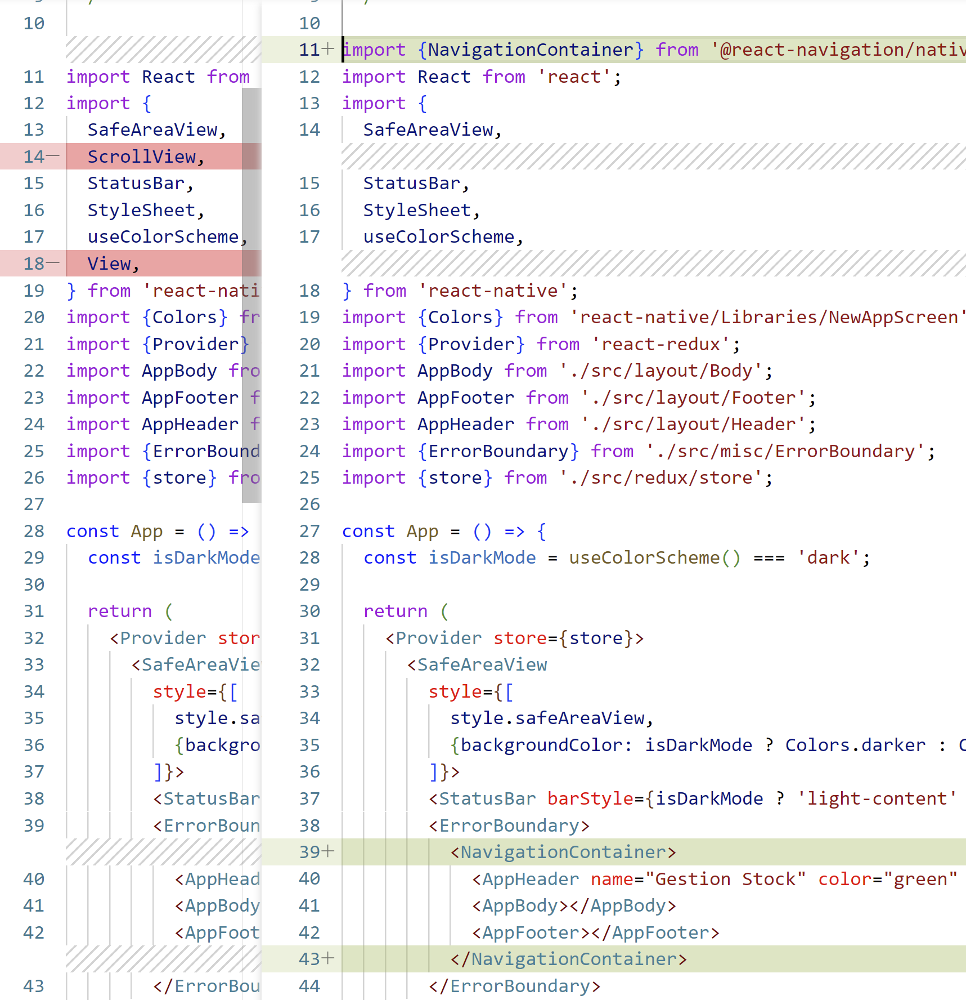 10
11 import React from
12 import {
13 SafeAreaView,
14— ScrollView,
15 StatusBar,
16 StyleSheet,
17 useColorScheme,
18— View,
19 } from 'react-nati
20 import {Colors} fr
21 import {Provider}
22 import AppBody fro
23 import AppFooter f
24 import AppHeader f
25 import {ErrorBound
26 import {store} fro
27
28 const App = () =>
29 const isDarkMode
30
31 return (
32 <Provider stor
33 <SafeAreaVie
34 style={[
35 style.sa
36 {backgro
37 ]}>
38 <StatusBar
39 <ErrorBoun
40 <AppHead
41 <AppBody
42 <AppFoot
43 </ErrorBou
10
11+ import {NavigationContainer} from '@react-navigation/nativ
12 import React from 'react';
13 import {
14 SafeAreaView,
15 StatusBar,
16 StyleSheet,
17 useColorScheme,
18 } from 'react-native';
19 import {Colors} from 'react-native/Libraries/NewAppScreen'
20 import {Provider} from 'react-redux';
21 import AppBody from './src/layout/Body';
22 import AppFooter from './src/layout/Footer';
23 import AppHeader from './src/layout/Header';
24 import {ErrorBoundary} from './src/misc/ErrorBoundary';
25 import {store} from './src/redux/store';
26
27 const App = () => {
28 const isDarkMode = useColorScheme() === 'dark';
29
30 return (
31 <Provider store={store}>
32 <SafeAreaView
33 style={[
34 style.safeAreaView,
35 {backgroundColor: isDarkMode ? Colors.darker : C
36 ]}>
37 <StatusBar barStyle={isDarkMode ? 'light-content'
38 <ErrorBoundary>
39+ <NavigationContainer>
40 <AppHeader name="Gestion Stock" color="green"
41 <AppBody></AppBody>
42 <AppFooter></AppFooter>
43+ </NavigationContainer>
44 </ErrorBoundary>